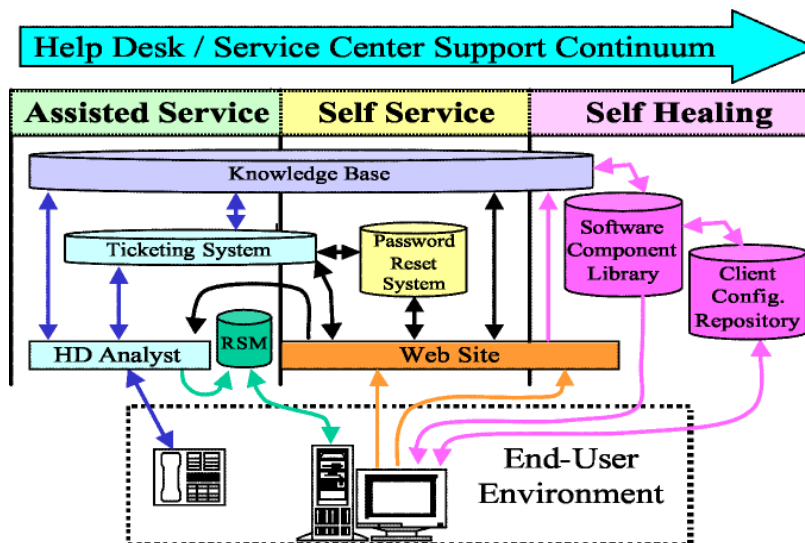 Help Desk / Service Center Support Continuum
Assisted Service
Self Service
Self Healing
Knowledge Base
Ticketing System
Password
Reset
System
Software
Component
Library
Client
Config.
Repository
HD Analyst
RSM
Web Site
End-User
Environment